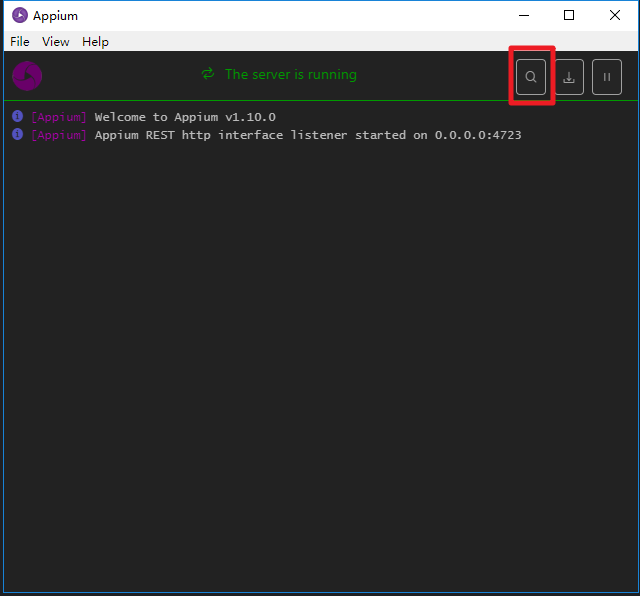 Appium
File View Help
The server is running
[Appium] Welcome to Appium v1.10.0
[Appium] Appium REST http interface listener started on 0.0.0.0:4723